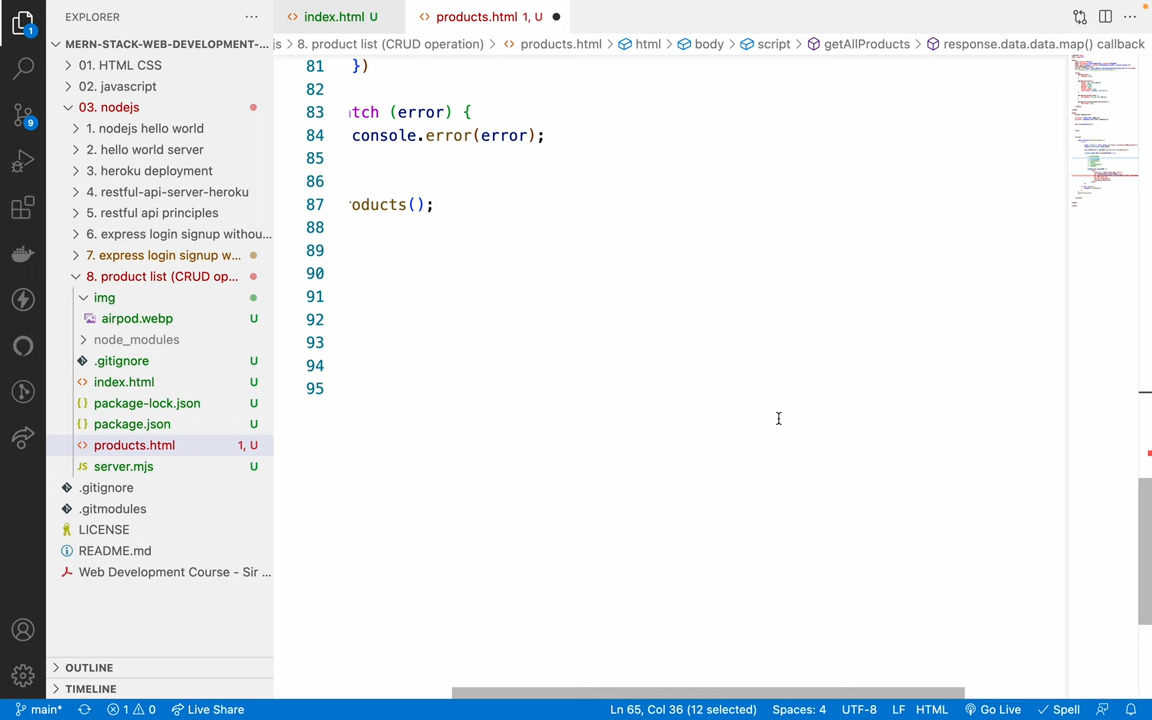 EXPLORER
index.html U
products.html 1, U
MERN-STACK-WEB-DEVELOPMENT-...
js > 8. product list (CRUD operation) > products.html > html > body > script > getAllProducts > response.data.data.map() callback
01. HTML CSS
02. javascript
03. nodejs
1. nodejs hello world
2. hello world server
3. heroku deployment
4. restful-api-server-heroku
5. restful api principles
6. express login signup withou...
7. express login signup w...
8. product list (CRUD op...
img
airpod.webp U
node_modules
.gitignore U
index.html U
package-lock.json U
package.json U
products.html 1, U
server.mjs U
.gitignore
.gitmodules
LICENSE
README.md
Web Development Course - Sir ...
OUTLINE
TIMELINE
81 })
82
83 atch (error) {
84 console.error(error);
85
86
87 roducts();
88
89
90
91
92
93
94
95
1
9
main* 1 0 Live Share
Ln 65, Col 36 (12 selected) Spaces: 4 UTF-8 LF HTML Go Live Spell